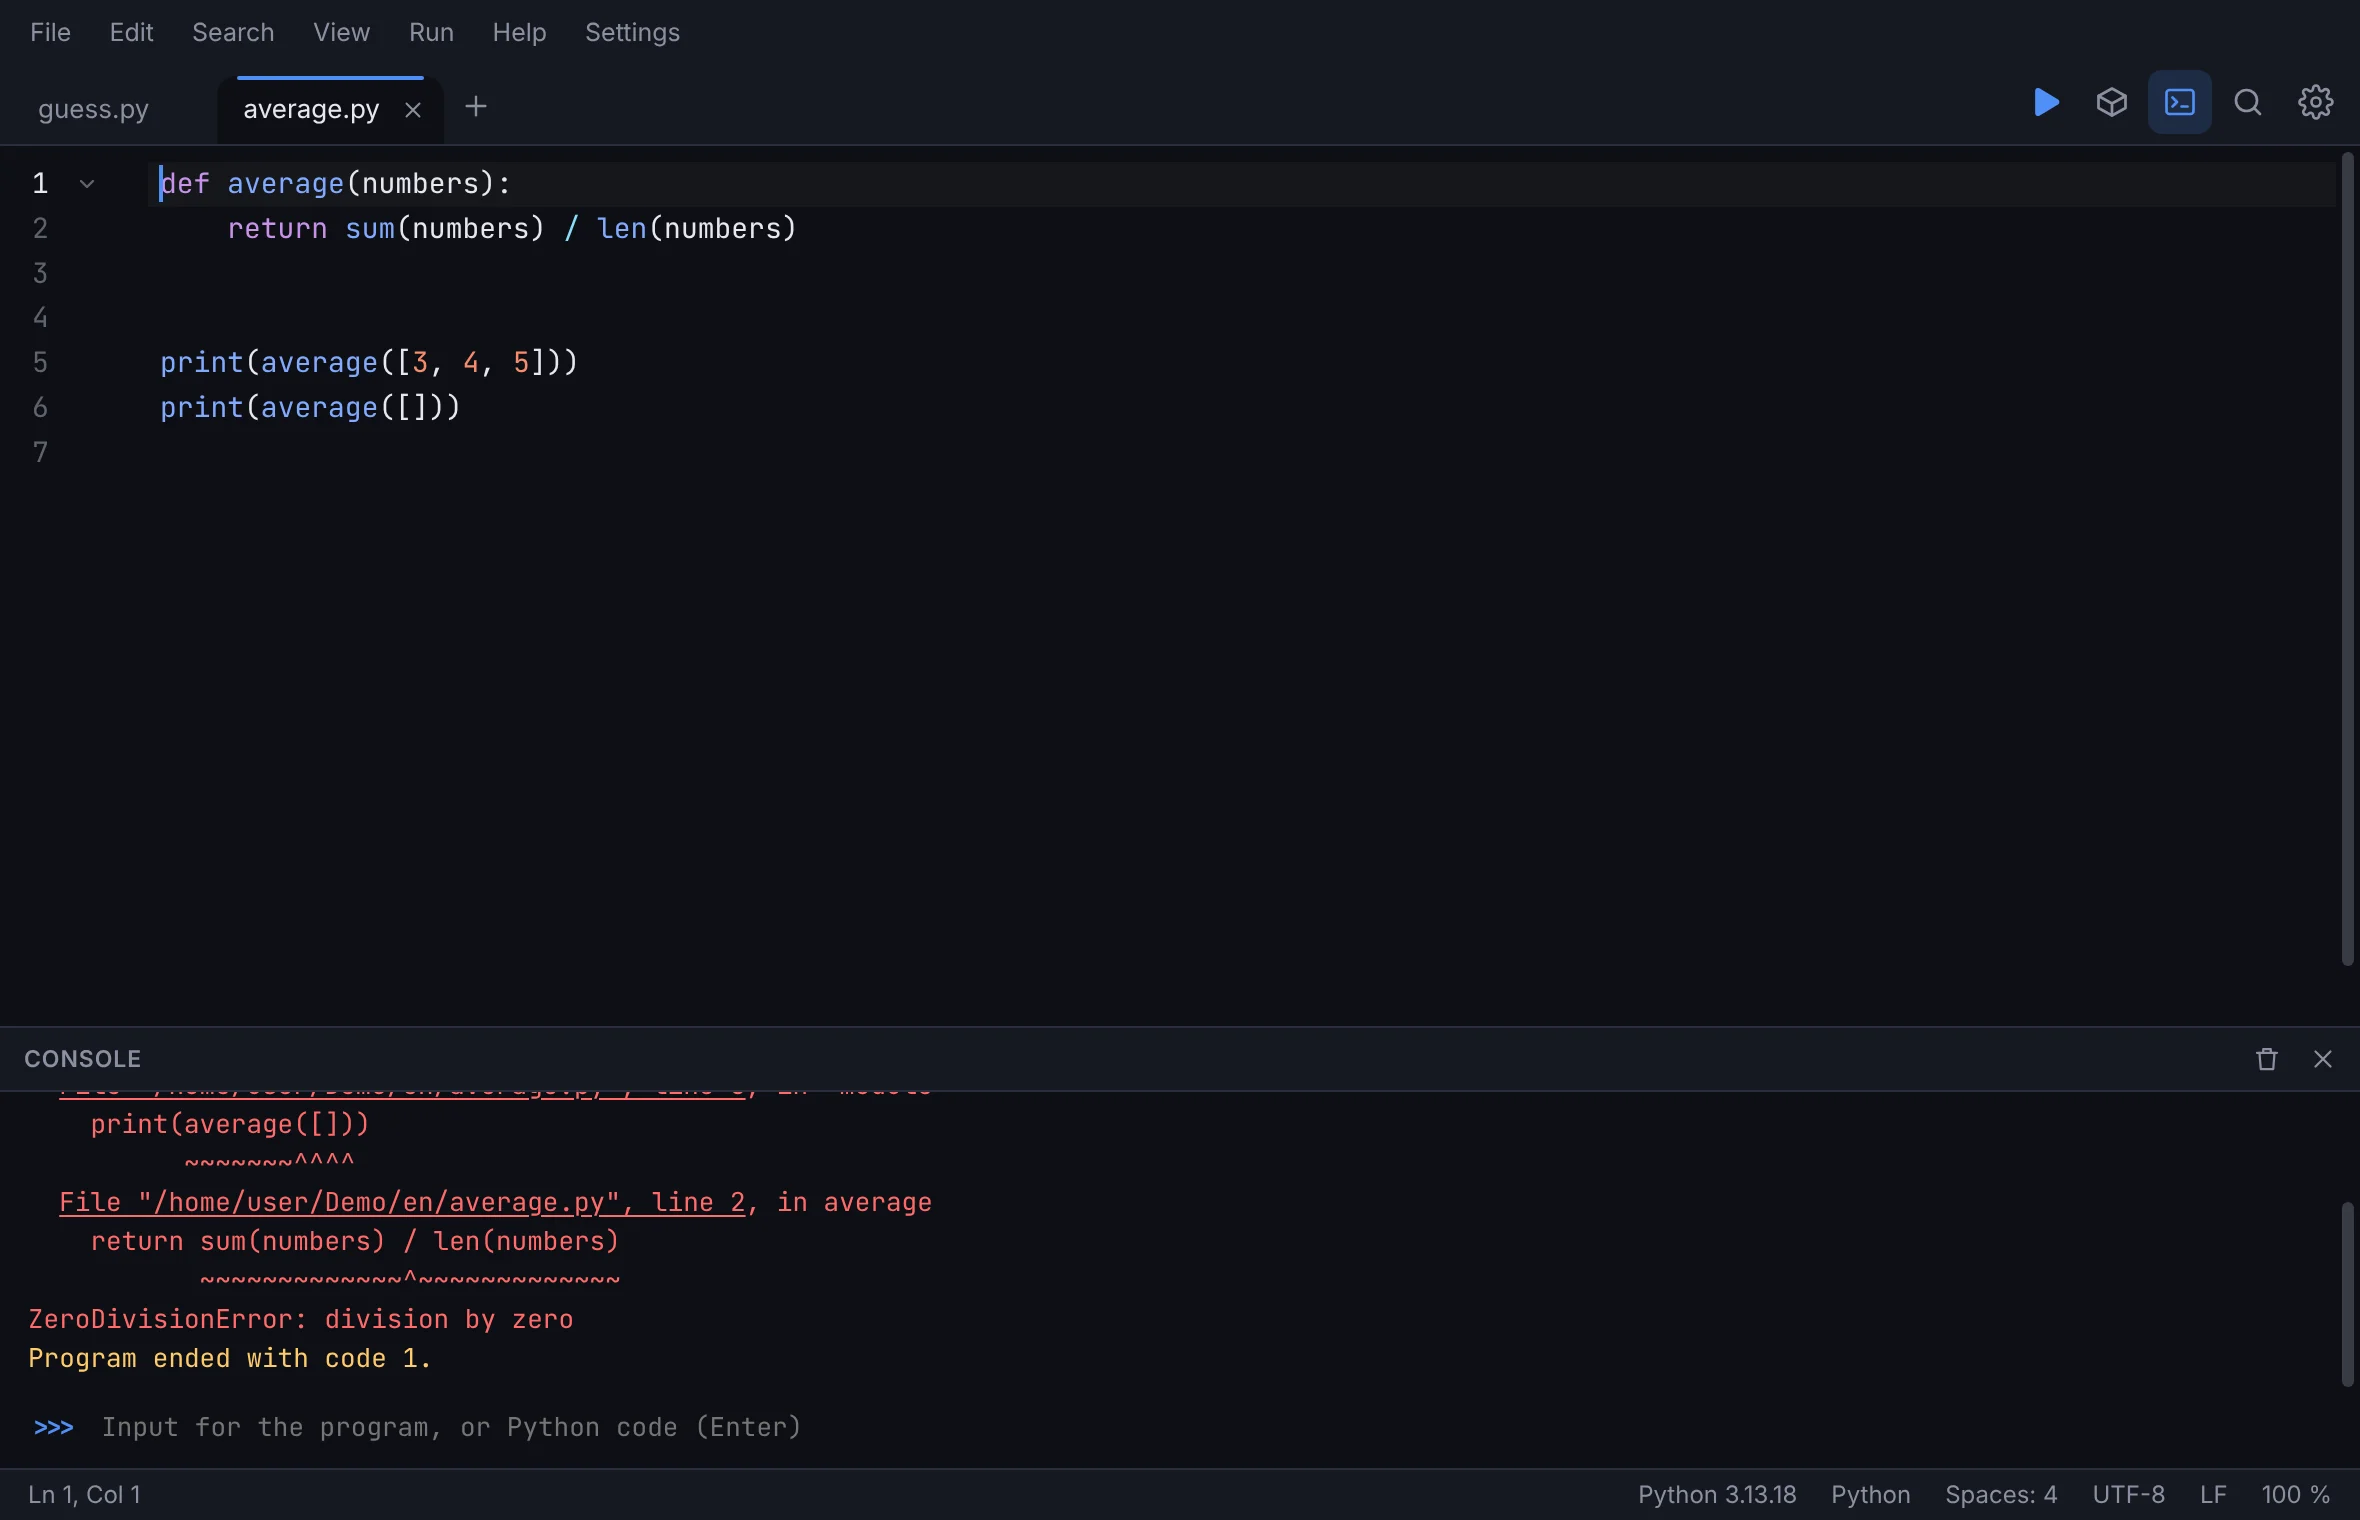 File Edit Search View Run Help Settings
guess.py average.py
1 def average(numbers):
2 return sum(numbers) / len(numbers)
3
4
5 print(average([3, 4, 5]))
6 print(average([]))
7
CONSOLE
print(average([]))
~~~~~~~^^^^
File "/home/user/Demo/en/average.py", line 2, in average
return sum(numbers) / len(numbers)
~~~~~~~~~~~~~^~~~~~~~~~~~~~
ZeroDivisionError: division by zero
Program ended with code 1.
>>> Input for the program, or Python code (Enter)
Ln 1, Col 1 Python 3.13.18 Python Spaces: 4 UTF-8 LF 100 %